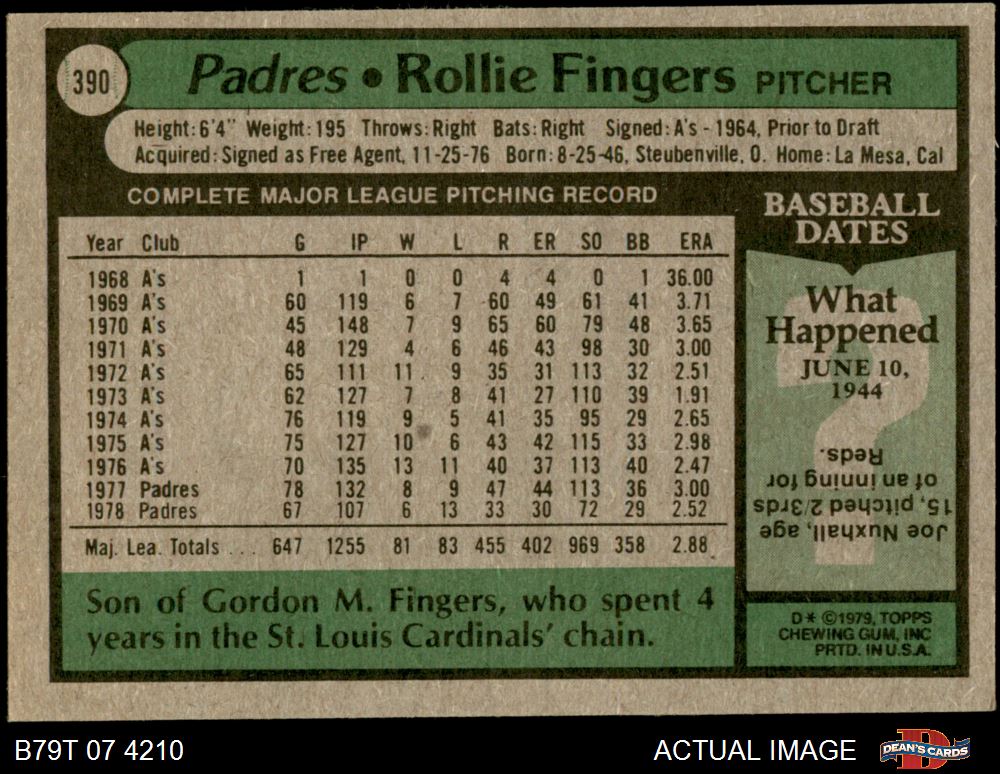 390
Padres • Rollie Fingers PITCHER
Height: 6'4" Weight: 195 Throws: Right Bats: Right Signed: A's - 1964, Prior to Draft
Acquired: Signed as Free Agent, 11-25-76 Born: 8-25-46, Steubenville, O. Home: La Mesa, Cal
COMPLETE MAJOR LEAGUE PITCHING RECORD
Year Club G IP W L R ER SO BB ERA
1968 A's 1 1 0 0 4 4 0 1 36.00
1969 A's 60 119 6 7 60 49 61 41 3.71
1970 A's 45 148 7 9 65 60 79 48 3.65
1971 A's 48 129 4 6 46 43 98 30 3.00
1972 A's 65 111 11 9 35 31 113 32 2.51
1973 A's 62 127 7 8 41 27 110 39 1.91
1974 A's 76 119 9 5 41 35 95 29 2.65
1975 A's 75 127 10 6 43 42 115 33 2.98
1976 A's 70 135 13 11 40 37 113 40 2.47
1977 Padres 78 132 8 9 47 44 113 36 3.00
1978 Padres 67 107 6 13 33 30 72 29 2.52
Maj. Lea. Totals ... 647 1255 81 83 455 402 969 358 2.88
Son of Gordon M. Fingers, who spent 4
years in the St. Louis Cardinals' chain.
BASEBALL
DATES
What
Happened
JUNE 10,
1944
?
Joe Nuxhall, age
15, pitched 2/3rds
of an inning for
Reds.
D* ©1979, TOPPS
CHEWING GUM, INC
PRTD. IN U.S.A.
B79T 07 4210
ACTUAL IMAGE
DEAN'S CARDS